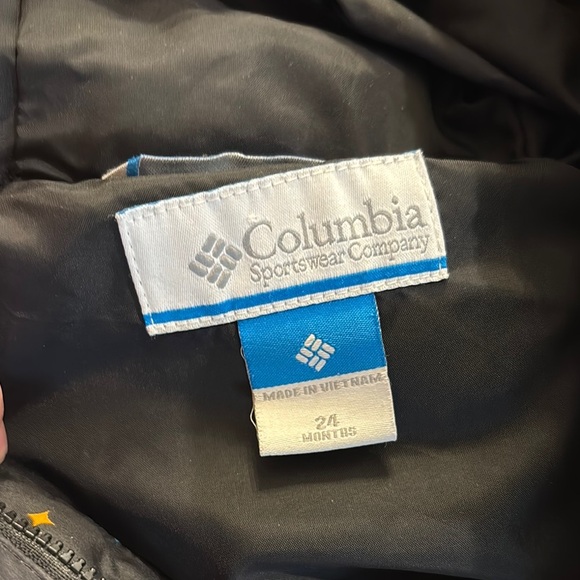 Columbia
Sportswear Company
MADE IN VIETNAM
24
MONTHS